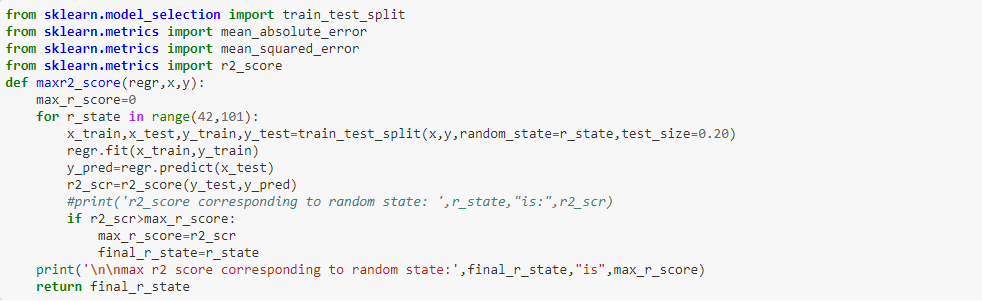 from sklearn.model_selection import train_test_split
from sklearn.metrics import mean_absolute_error
from sklearn.metrics import mean_squared_error
from sklearn.metrics import r2_score
def maxr2_score(regr,x,y):
    max_r_score=0
    for r_state in range(42,101):
        x_train,x_test,y_train,y_test=train_test_split(x,y,random_state=r_state,test_size=0.20)
        regr.fit(x_train,y_train)
        y_pred=regr.predict(x_test)
        r2_scr=r2_score(y_test,y_pred)
        #print('r2_score corresponding to random state: ',r_state,"is:",r2_scr)
        if r2_scr>max_r_score:
            max_r_score=r2_scr
            final_r_state=r_state
    print('\n\nmax r2 score corresponding to random state:',final_r_state,"is",max_r_score)
    return final_r_state